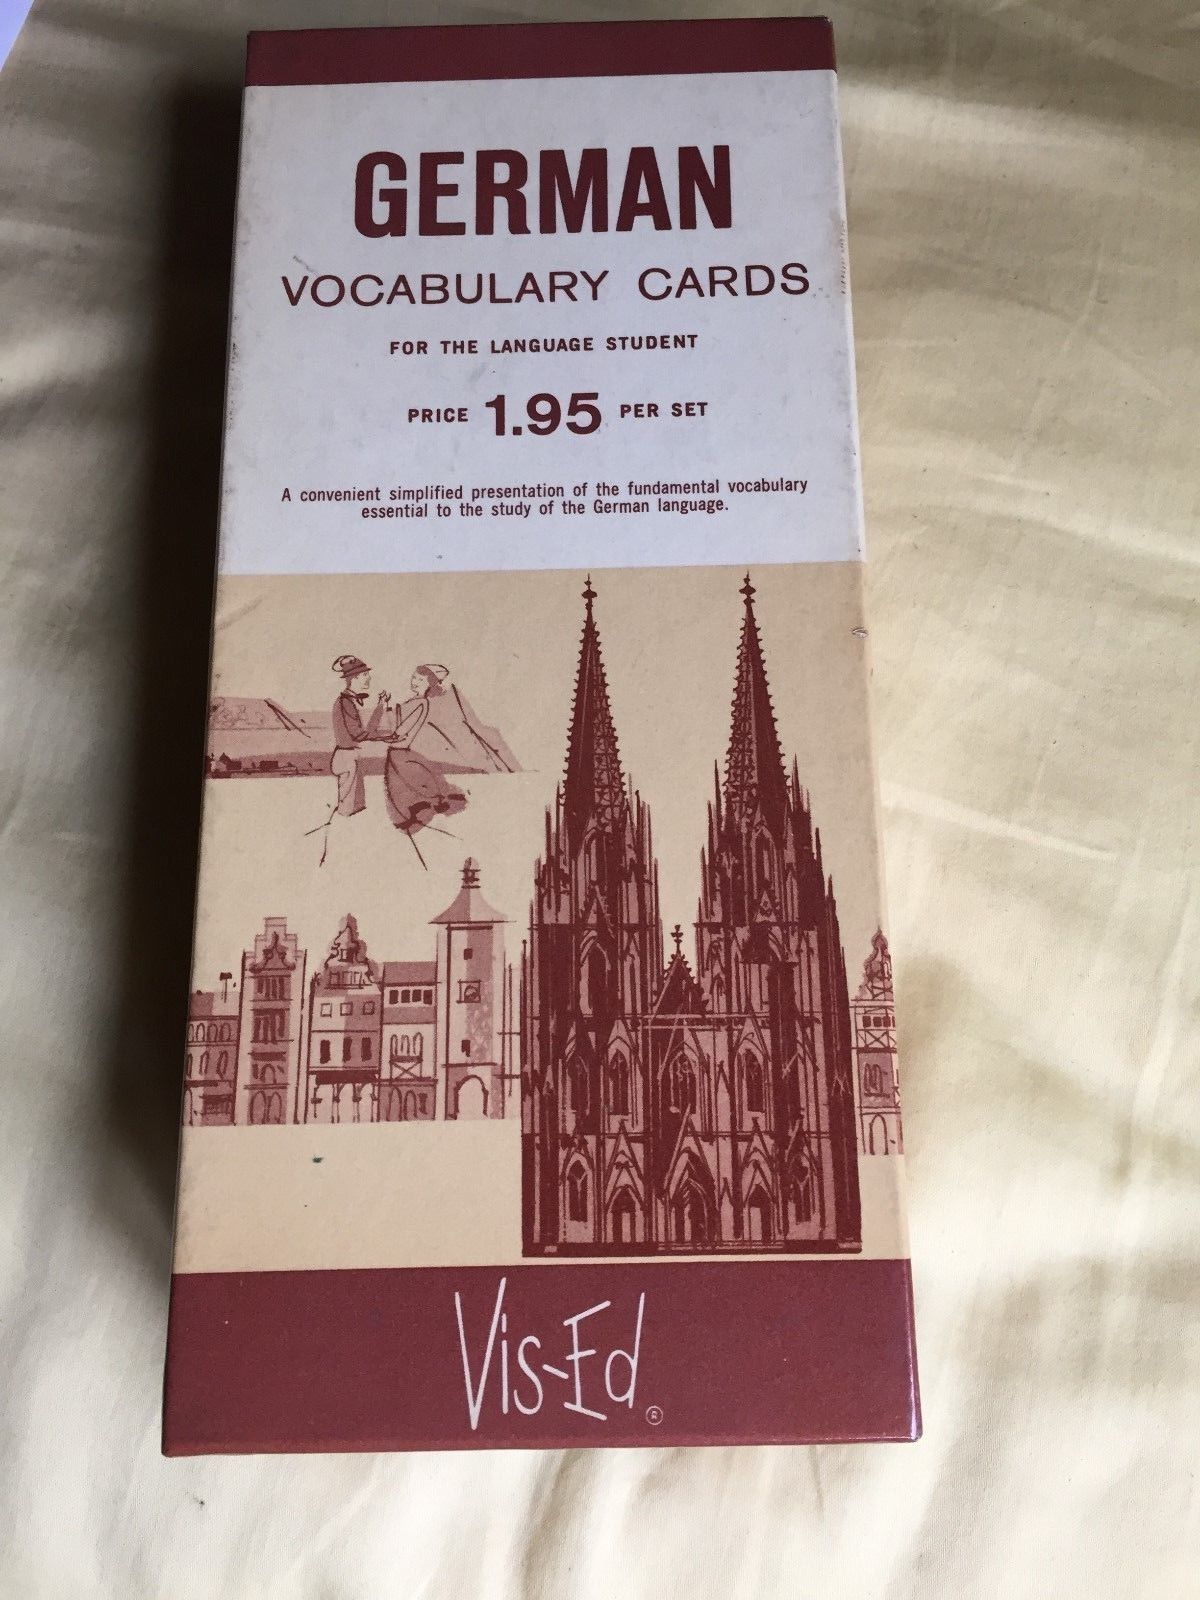 GERMAN
VOCABULARY CARDS
FOR THE LANGUAGE STUDENT
PRICE 1.95 PER SET
A convenient simplified presentation of the fundamental vocabulary
essential to the study of the German language.
Vis-Ed ®